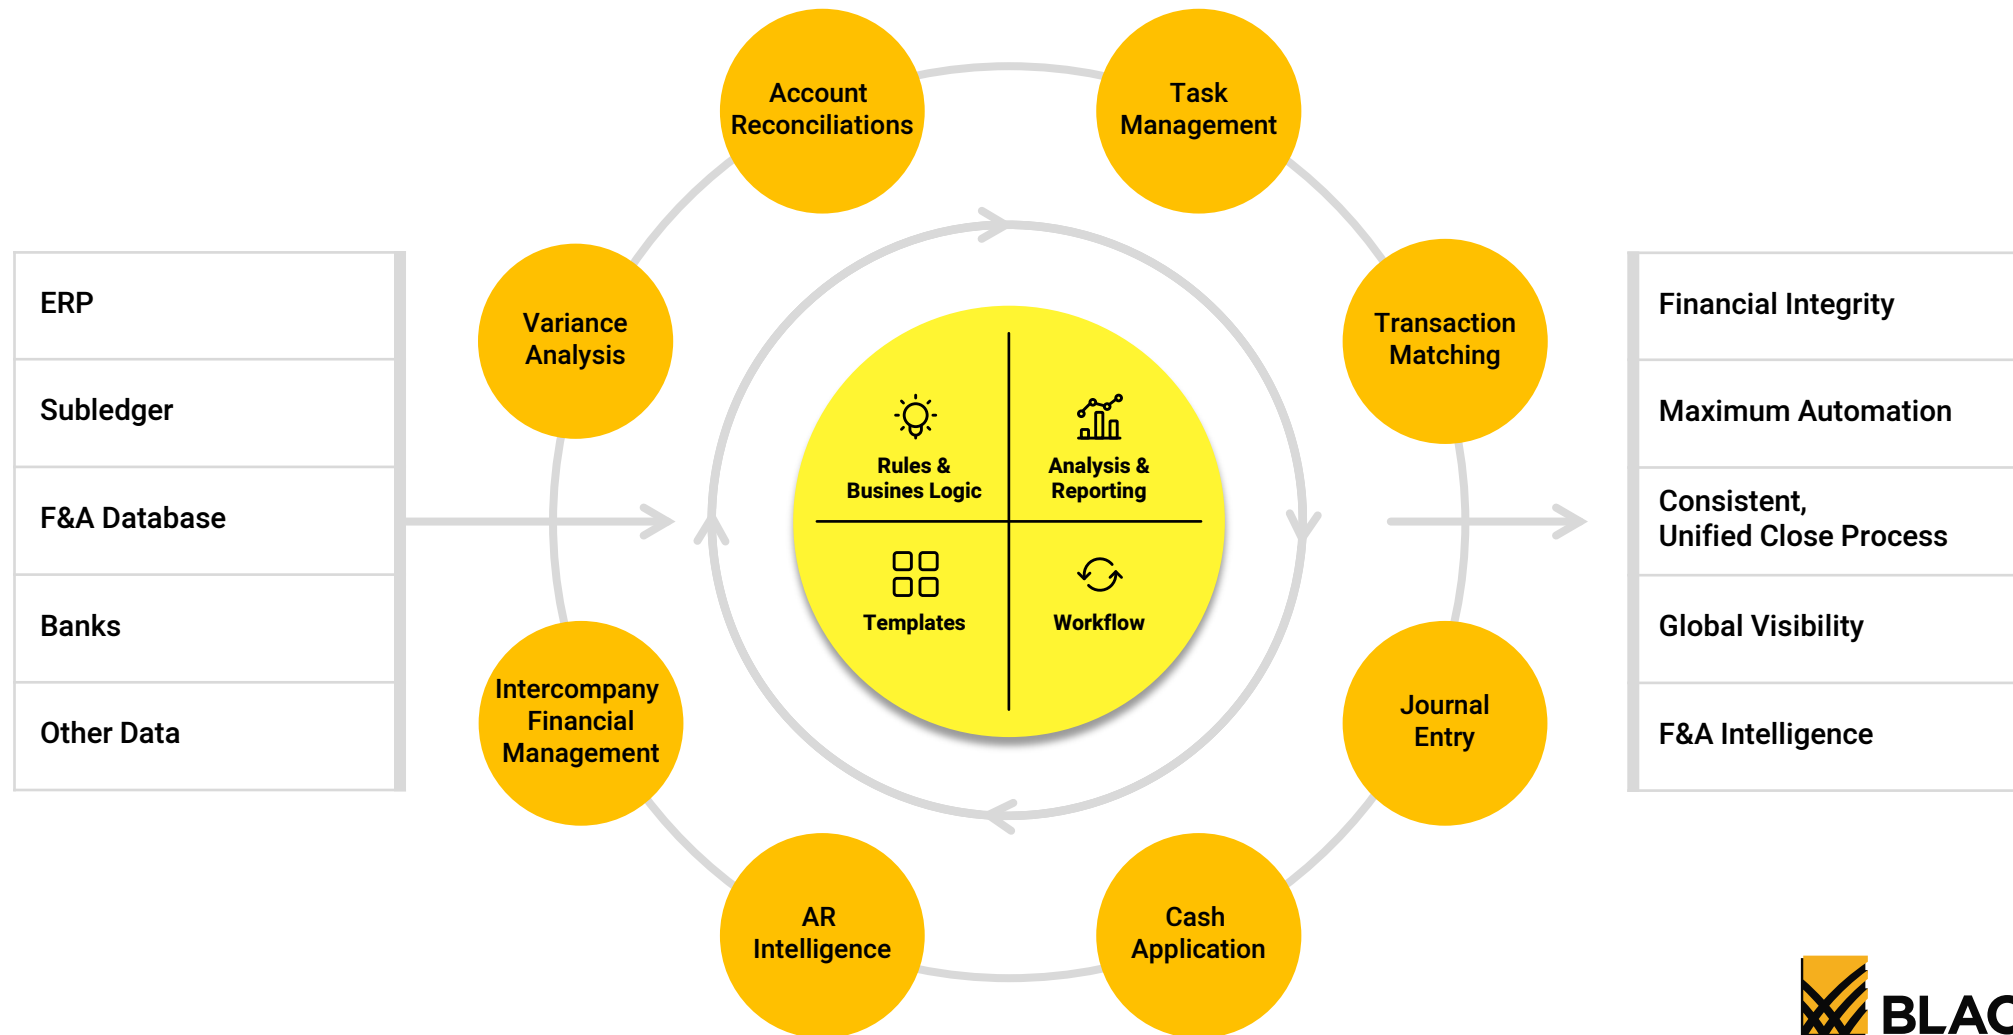 Account
Reconciliations
Task
Management
ERP
Subledger
F&A Database
Banks
Other Data
Variance
Analysis
Transaction
Matching
Rules &
Busines Logic
Analysis &
Reporting
Templates
Workflow
Intercompany
Financial
Management
Journal
Entry
AR
Intelligence
Cash
Application
Financial Integrity
Maximum Automation
Consistent,
Unified Close Process
Global Visibility
F&A Intelligence